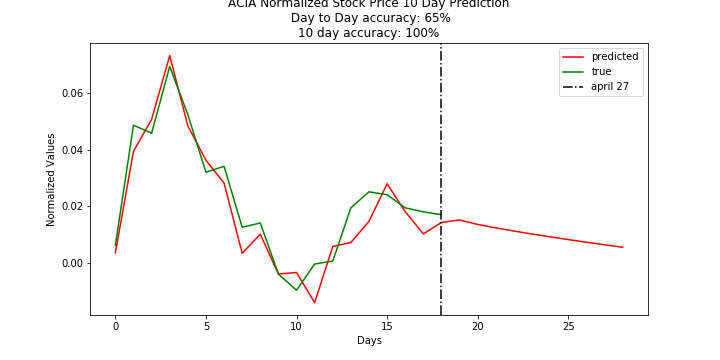 ACIA Normalized Stock Price 10 Day Prediction
Day to Day accuracy: 65%
10 day accuracy: 100%
predicted
true
april 27
Normalized Values
0.06
0.04
0.02
0.00
0
5
10
15
20
25
Days